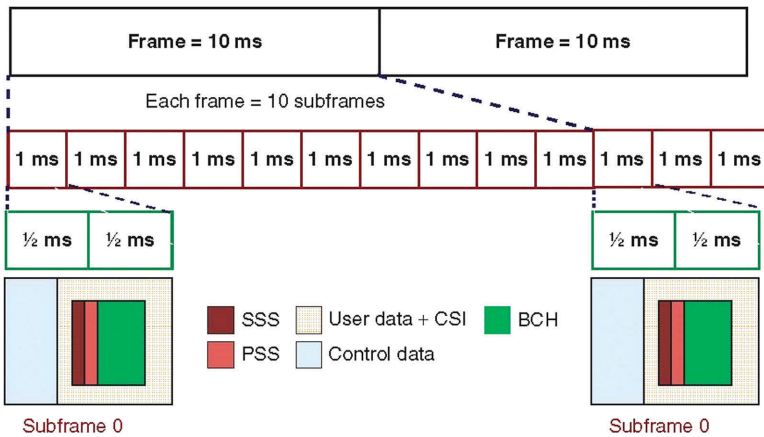 Frame = 10 ms Frame = 10 ms
Each frame = 10 subframes
1 ms 1 ms 1 ms 1 ms 1 ms 1 ms 1 ms 1 ms 1 ms 1 ms 1 ms 1 ms 1 ms
½ ms ½ ms ½ ms ½ ms
SSS User data + CSI BCH
PSS Control data
Subframe 0 Subframe 0